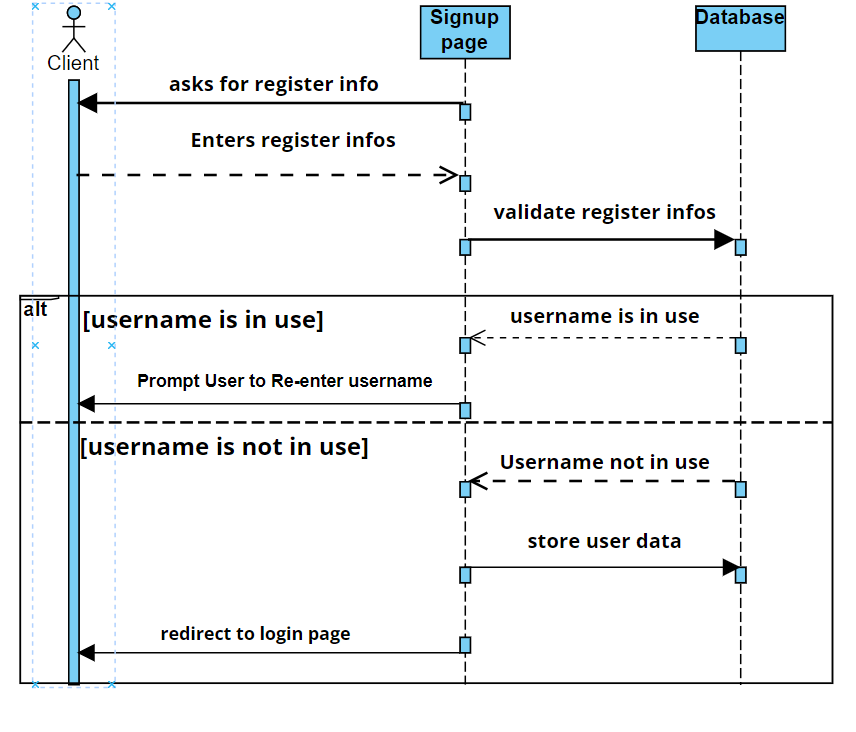 Signup
page
Database
Client
asks for register info
Enters register infos
validate register infos
alt
[username is in use]
username is in use
Prompt User to Re-enter username
[username is not in use]
Username not in use
store user data
redirect to login page